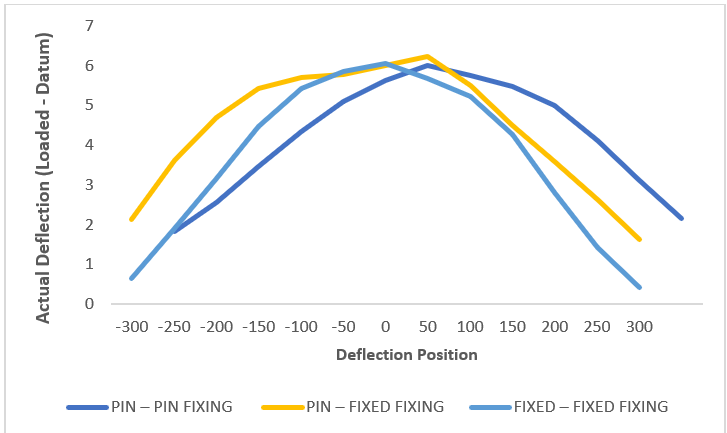 Actual Deflection (Loaded - Datum)
7
6
5
4
3
2
1
0
-300 -250 -200 -150 -100 -50 0 50 100 150 200 250 300
Deflection Position
PIN – PIN FIXING PIN – FIXED FIXING FIXED – FIXED FIXING